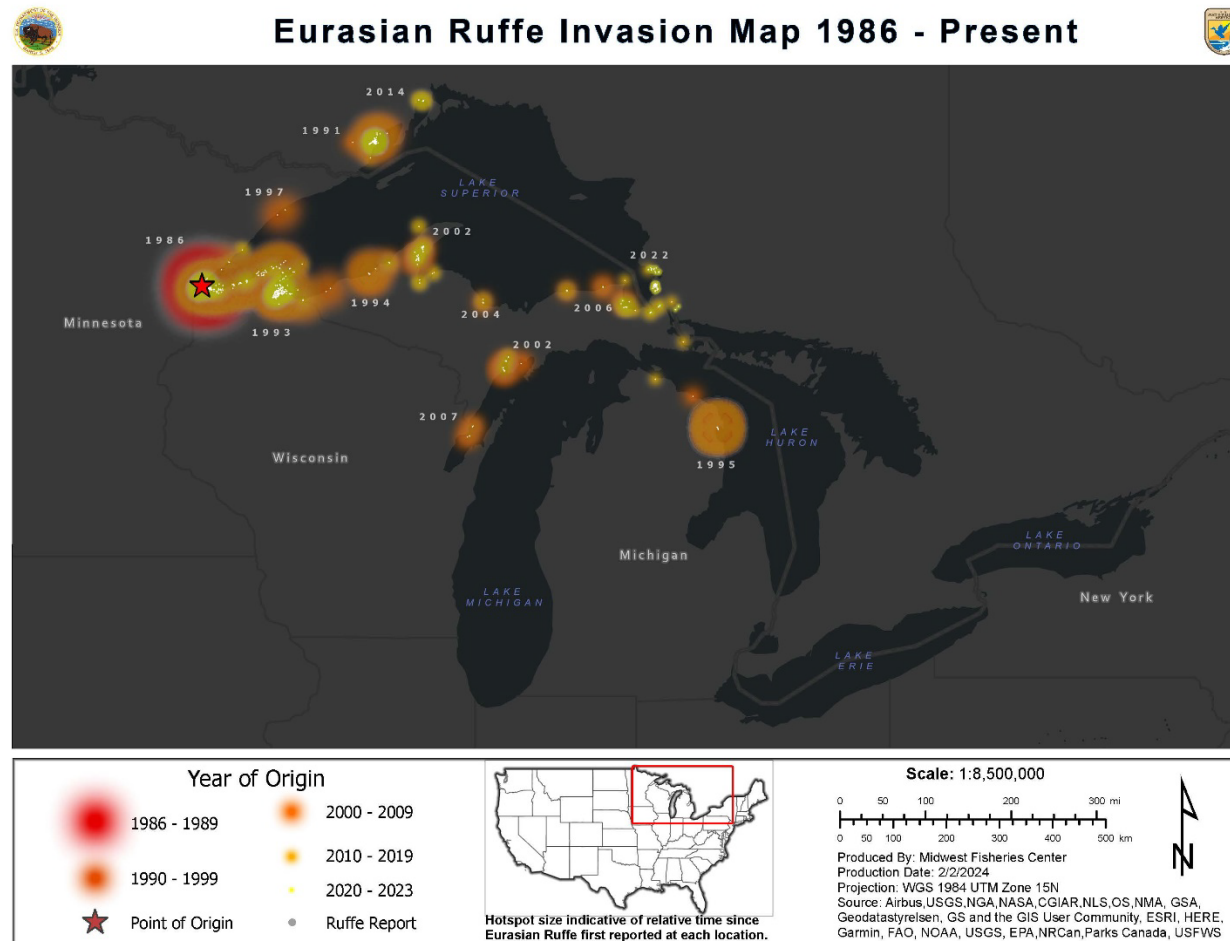 Eurasian Ruffe Invasion Map 1986 - Present
2014
1991
LAKE
SUPERIOR
1997
2002
1986
2022
1994
2006
2004
Minnesota
1993
2002
2007
LAKE
HURON
Wisconsin
1995
LAKE
ONTARIO
Michigan
LAKE
MICHIGAN
New York
LAKE
ERIE
Year of Origin
1986 - 1989
1990 - 1999
Point of Origin
2000 - 2009
2010 - 2019
2020 - 2023
Ruffe Report
Hotspot size indicative of relative time since
Eurasian Ruffe first reported at each location.
Scale: 1:8,500,000
0 50 100 200 300 mi
0 50 100 200 300 400 500 km
Produced By: Midwest Fisheries Center
Production Date: 2/2/2024
Projection: WGS 1984 UTM Zone 15N
Source: Airbus,USGS,NGA,NASA,CGIAR,NLS,OS,NMA, GSA,
Geodatastyrelsen, GS and the GIS User Community, ESRI, HERE,
Garmin, FAO, NOAA, USGS, EPA,NRCan,Parks Canada, USFWS
N